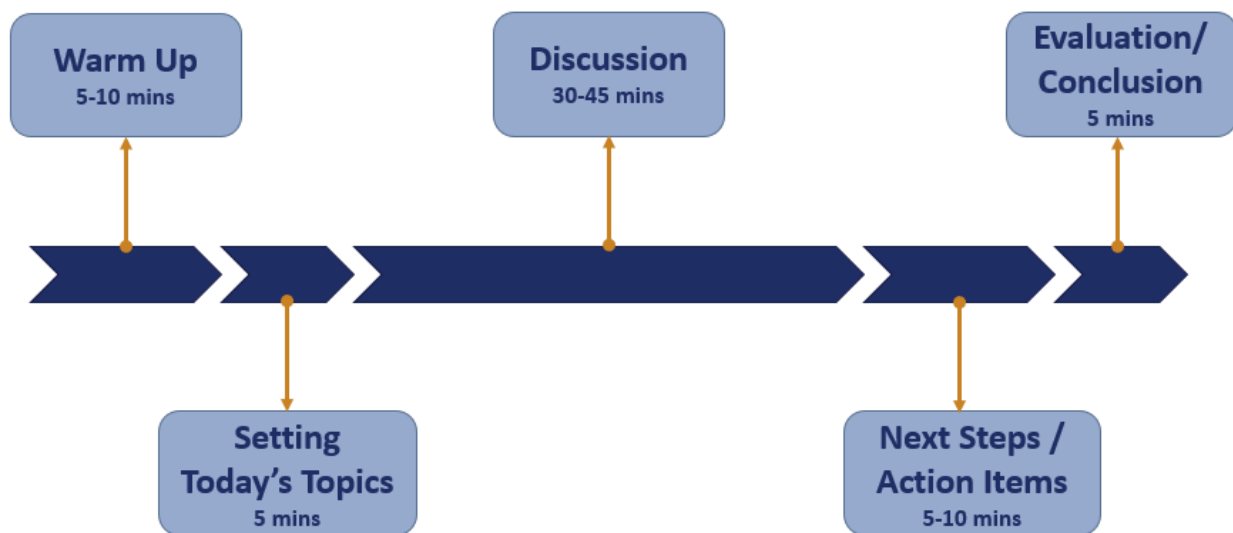 Warm Up
5-10 mins
Setting
Today’s Topics
5 mins
Discussion
30-45 mins
Next Steps /
Action Items
5-10 mins
Evaluation/
Conclusion
5 mins